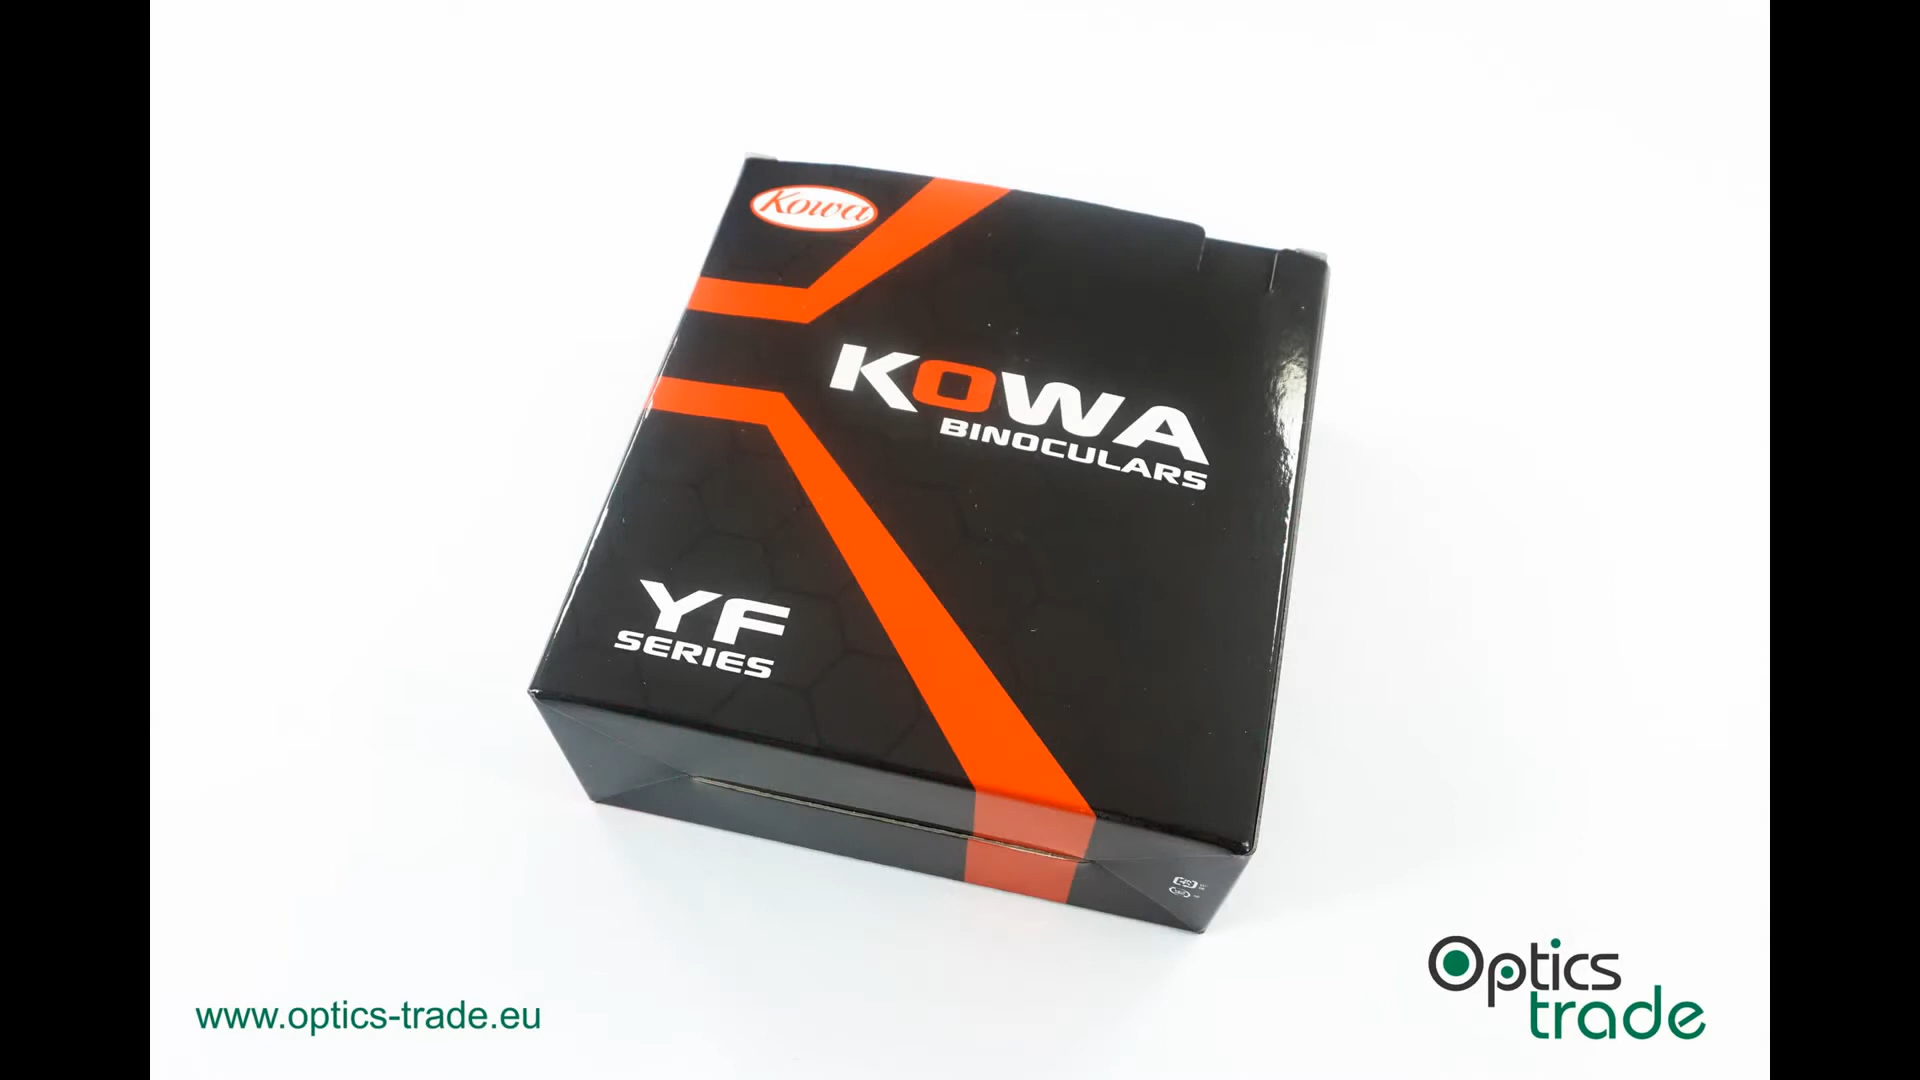 Kowa
KOWA
BINOCULARS
YF
SERIES
www.optics-trade.eu
Optics
trade